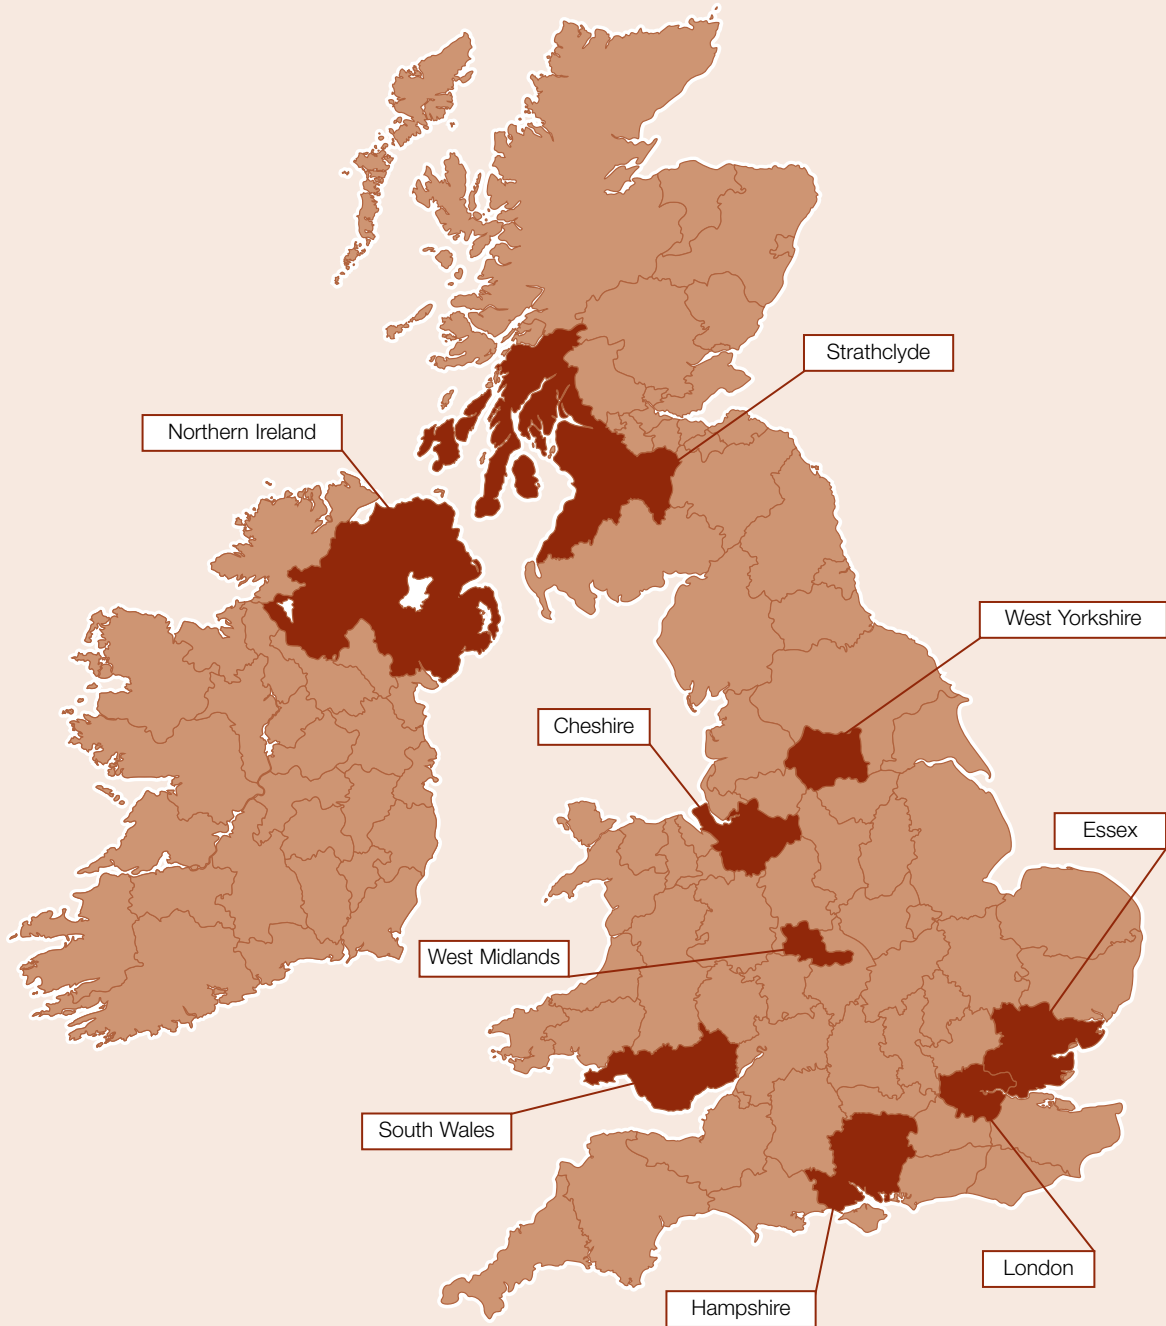 Strathclyde
Northern Ireland
West Yorkshire
Cheshire
Essex
West Midlands
South Wales
London
Hampshire